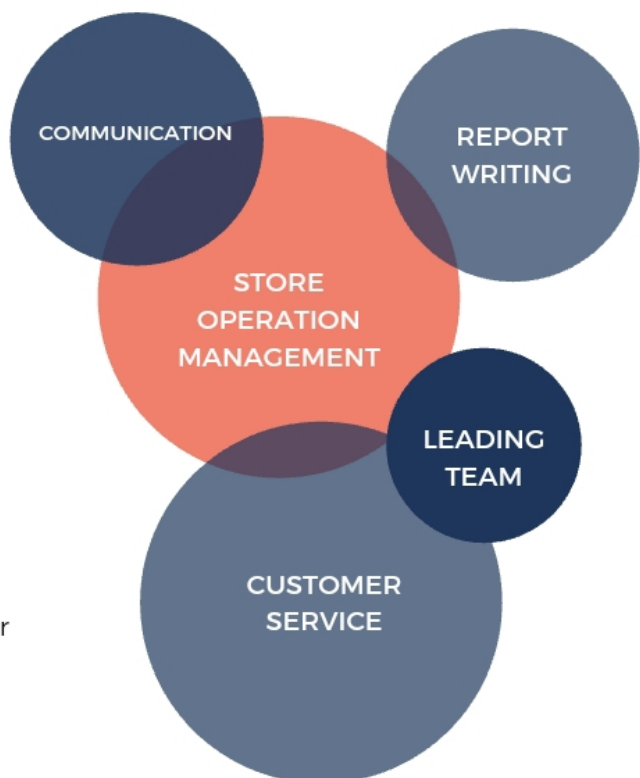 COMMUNICATION
REPORT
WRITING
STORE
OPERATION
MANAGEMENT
LEADING
TEAM
CUSTOMER
SERVICE
r